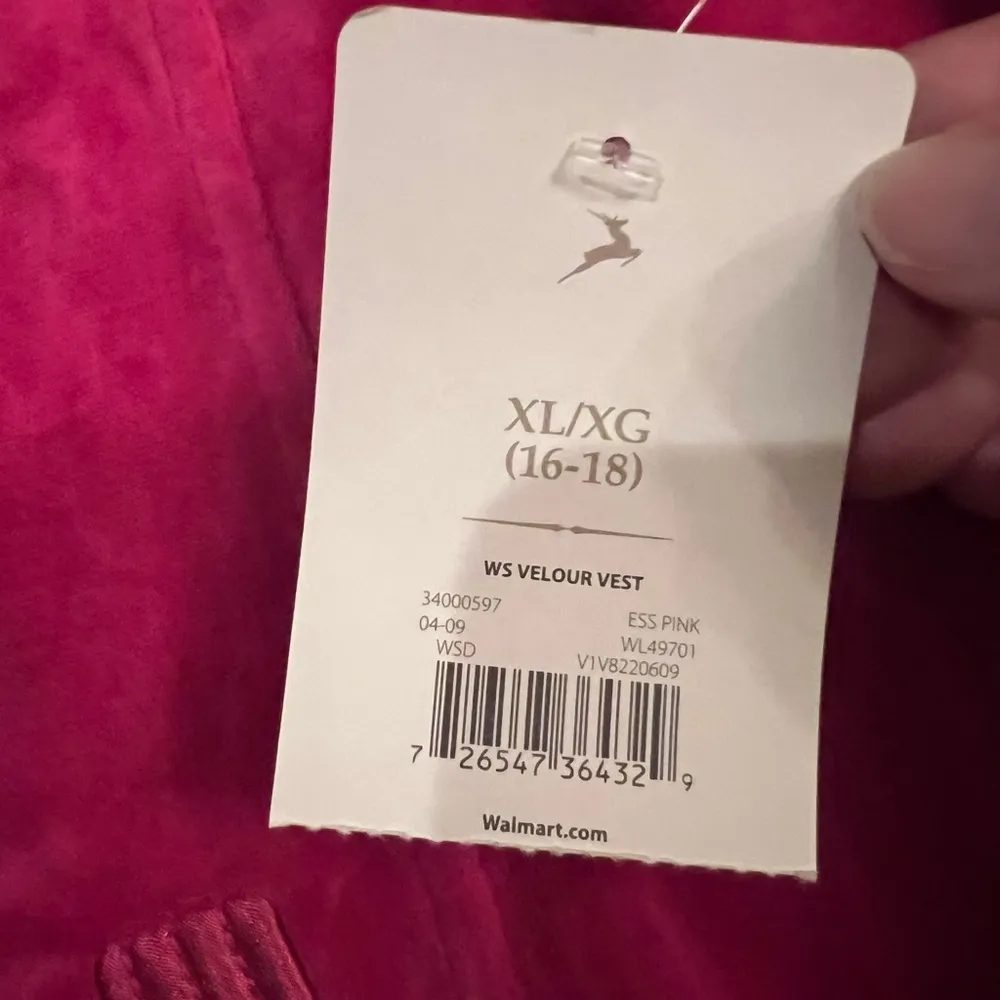 XL/XG
(16-18)
WS VELOUR VEST
34000597
ESS PINK
04-09
WL49701
WSD
V1V8220609
7 26547 36432 9
Walmart.com